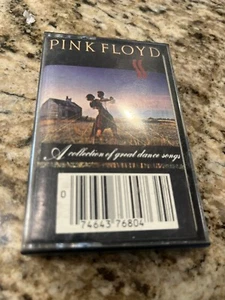 PINK FLOYD
A collection of great dance songs
0
74643 76804